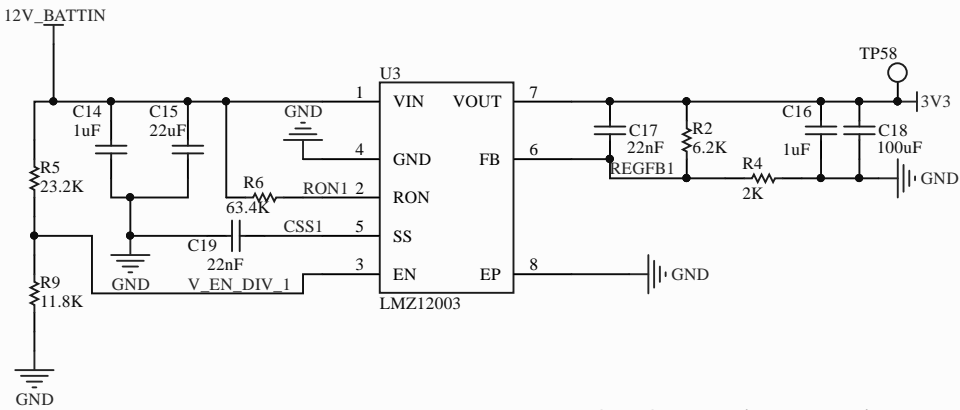 12V_BATTIN
TP58
U3
C14
1uF
C15
22uF
GND
1
VIN
VOUT
7
C17
22nF
R2
6.2K
C16
1uF
C18
100uF
3V3
R5
23.2K
4
GND
FB
6
REGFB1
R4
2K
GND
R6
63.4K
RON1
2
RON
C19
22nF
CSS1
5
SS
GND
R9
11.8K
V_EN_DIV_1
3
EN
EP
8
GND
LMZ12003
GND